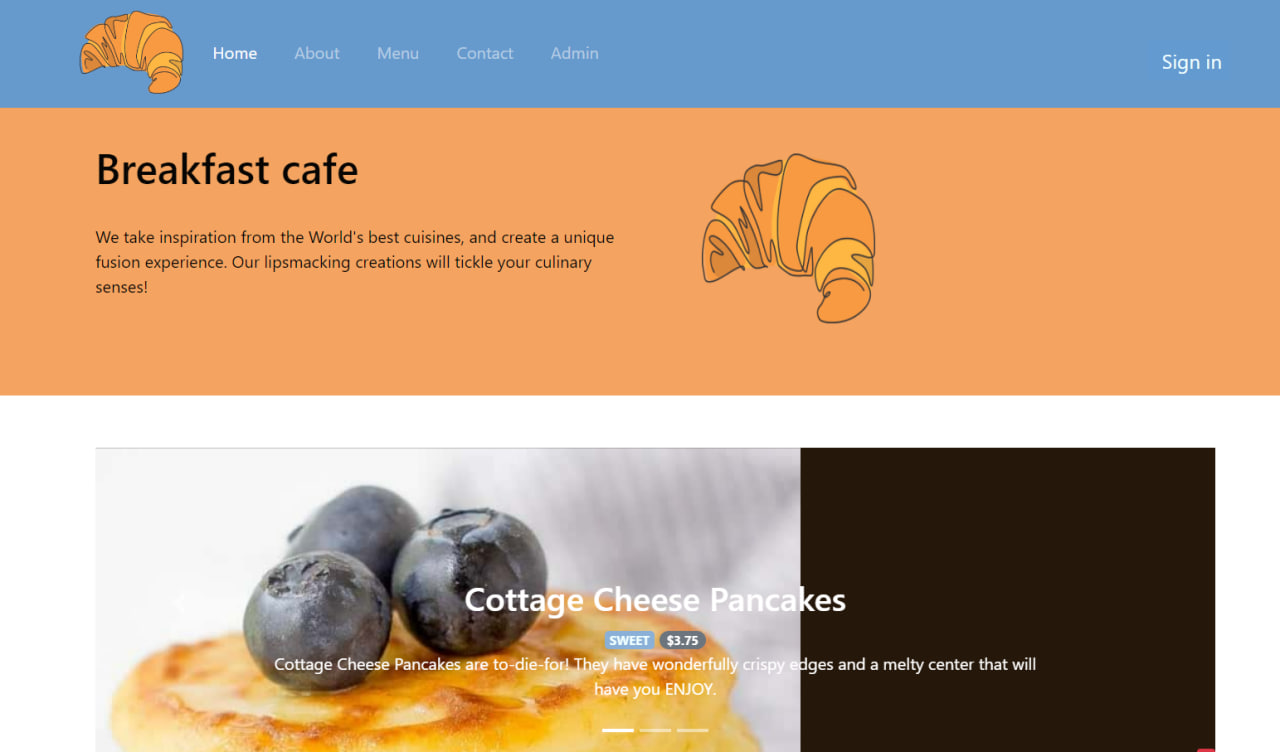 Home About Menu Contact Admin
Sign in
Breakfast cafe
We take inspiration from the World's best cuisines, and create a unique
fusion experience. Our lipsmacking creations will tickle your culinary
senses!
Cottage Cheese Pancakes
SWEET $3.75
Cottage Cheese Pancakes are to-die-for! They have wonderfully crispy edges and a melty center that will
have you ENJOY.